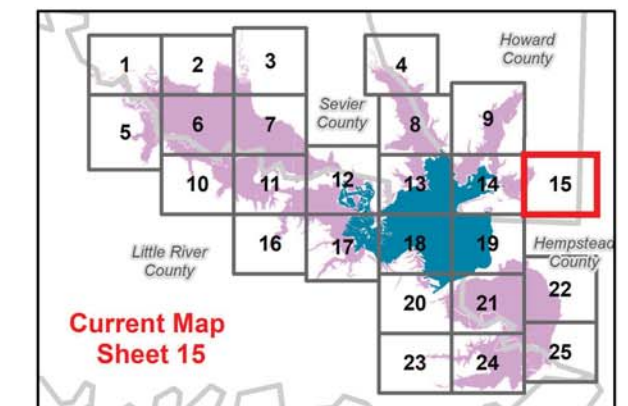 Howard
County
1 2 3 4
Sevier
County
5 6 7 8 9
10 11 12 13 14 15
Little River
County
16 17 18 19
Hempstead
County
Current Map
Sheet 15
20 21 22
23 24 25